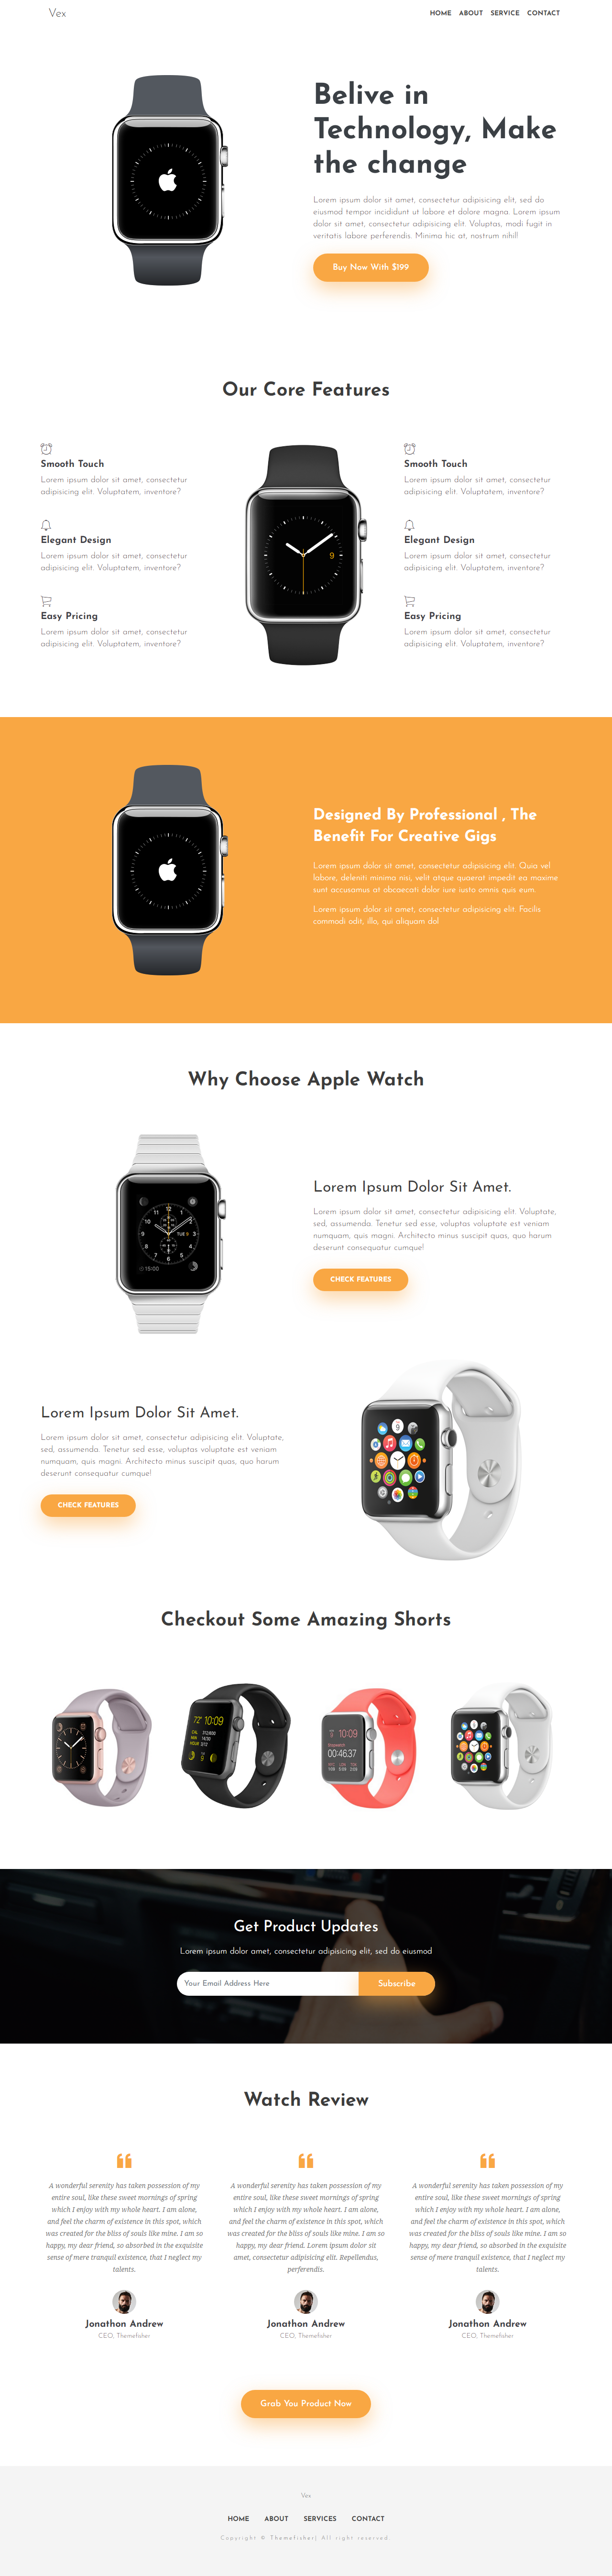 Vex
HOME ABOUT SERVICE CONTACT
Belive in
Technology, Make
the change
Lorem ipsum dolor sit amet, consectetur adipisicing elit, sed do
eiusmod tempor incididunt ut labore et dolore magna. Lorem ipsum
dolor sit amet, consectetur adipisicing elit. Voluptas, modi fugit in
veritatis labore perferendis. Minima hic at, nostrum nihil!
Buy Now With $199
Our Core Features
Smooth Touch
Lorem ipsum dolor sit amet, consectetur
adipisicing elit. Voluptatem, inventore?
Elegant Design
Lorem ipsum dolor sit amet, consectetur
adipisicing elit. Voluptatem, inventore?
Easy Pricing
Lorem ipsum dolor sit amet, consectetur
adipisicing elit. Voluptatem, inventore?
9
Smooth Touch
Lorem ipsum dolor sit amet, consectetur
adipisicing elit. Voluptatem, inventore?
Elegant Design
Lorem ipsum dolor sit amet, consectetur
adipisicing elit. Voluptatem, inventore?
Easy Pricing
Lorem ipsum dolor sit amet, consectetur
adipisicing elit. Voluptatem, inventore?
Designed By Professional , The
Benefit For Creative Gigs
Lorem ipsum dolor sit amet, consectetur adipisicing elit. Quia vel
labore, deleniti minima nisi, velit atque quaerat impedit ea maxime
sunt accusamus at obcaecati dolor iure iusto omnis quis eum.
Lorem ipsum dolor sit amet, consectetur adipisicing elit. Facilis
commodi odit, illo, qui aliquam dol
Why Choose Apple Watch
Lorem Ipsum Dolor Sit Amet.
Lorem ipsum dolor sit amet, consectetur adipisicing elit. Voluptate,
sed, assumenda. Tenetur sed esse, voluptas voluptate est veniam
numquam, quis magni. Architecto minus suscipit quas, quo harum
deserunt consequatur cumque!
CHECK FEATURES
Lorem Ipsum Dolor Sit Amet.
Lorem ipsum dolor sit amet, consectetur adipisicing elit. Voluptate,
sed, assumenda. Tenetur sed esse, voluptas voluptate est veniam
numquam, quis magni. Architecto minus suscipit quas, quo harum
deserunt consequatur cumque!
CHECK FEATURES
Checkout Some Amazing Shorts
72° 10:09
10:09
00:46.37
Get Product Updates
Lorem ipsum dolor amet, consectetur adipisicing elit, sed do eiusmod
Your Email Address Here
Subscribe
Watch Review
A wonderful serenity has taken possession of my
entire soul, like these sweet mornings of spring
which I enjoy with my whole heart. I am alone,
and feel the charm of existence in this spot, which
was created for the bliss of souls like mine. I am so
happy, my dear friend, so absorbed in the exquisite
sense of mere tranquil existence, that I neglect my
talents.
Jonathon Andrew
CEO, Themefisher
A wonderful serenity has taken possession of my
entire soul, like these sweet mornings of spring
which I enjoy with my whole heart. I am alone,
and feel the charm of existence in this spot, which
was created for the bliss of souls like mine. I am so
happy, my dear friend. Lorem ipsum dolor sit
amet, consectetur adipisicing elit. Repellendus,
perferendis.
Jonathon Andrew
CEO, Themefisher
A wonderful serenity has taken possession of my
entire soul, like these sweet mornings of spring
which I enjoy with my whole heart. I am alone,
and feel the charm of existence in this spot, which
was created for the bliss of souls like mine. I am so
happy, my dear friend, so absorbed in the exquisite
sense of mere tranquil existence, that I neglect my
talents.
Jonathon Andrew
CEO, Themefisher
Grab You Product Now
Vex
HOME ABOUT SERVICES CONTACT
Copyright © Themefisher| All right reserved